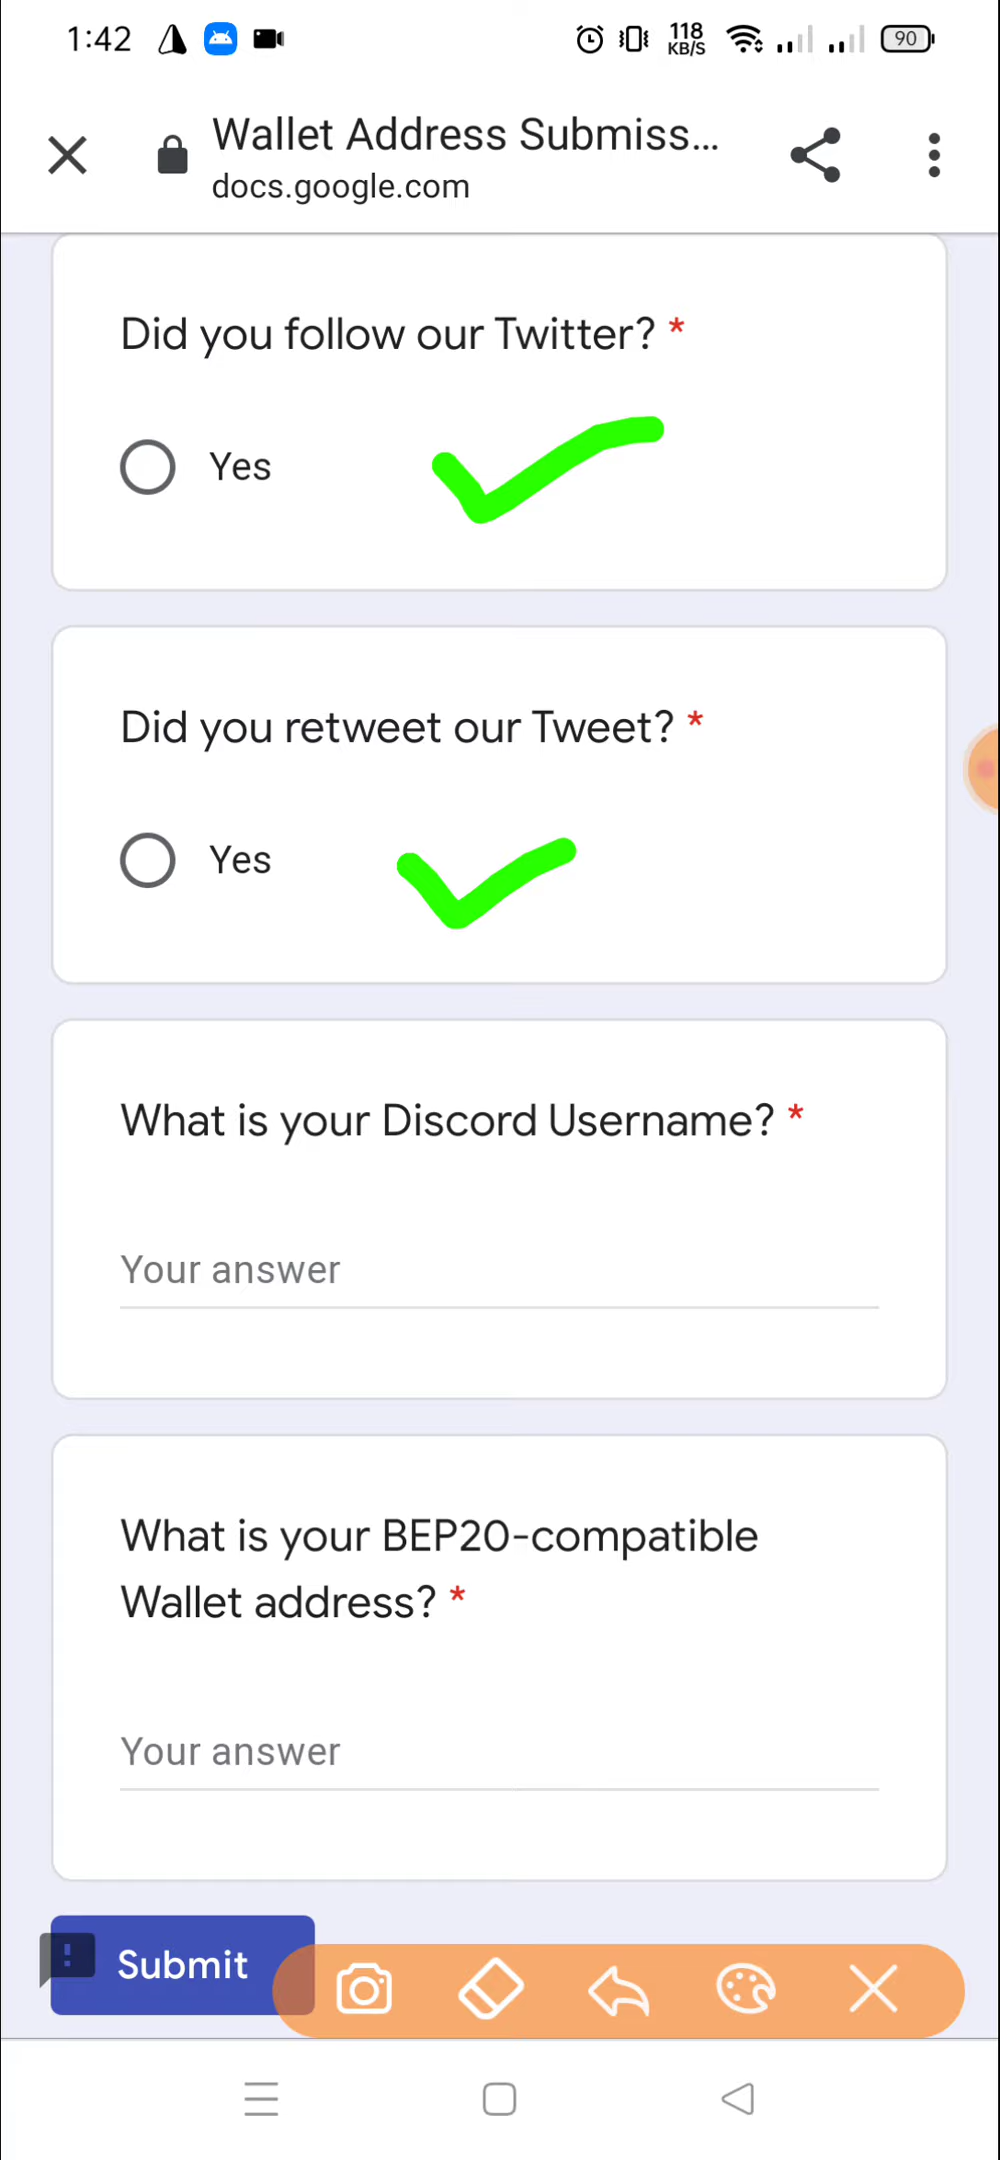 1:42
118
KB/S
90
Wallet Address Submiss...
docs.google.com
Did you follow our Twitter? *
Yes
Did you retweet our Tweet? *
Yes
What is your Discord Username? *
Your answer
What is your BEP20-compatible
Wallet address? *
Your answer
Submit